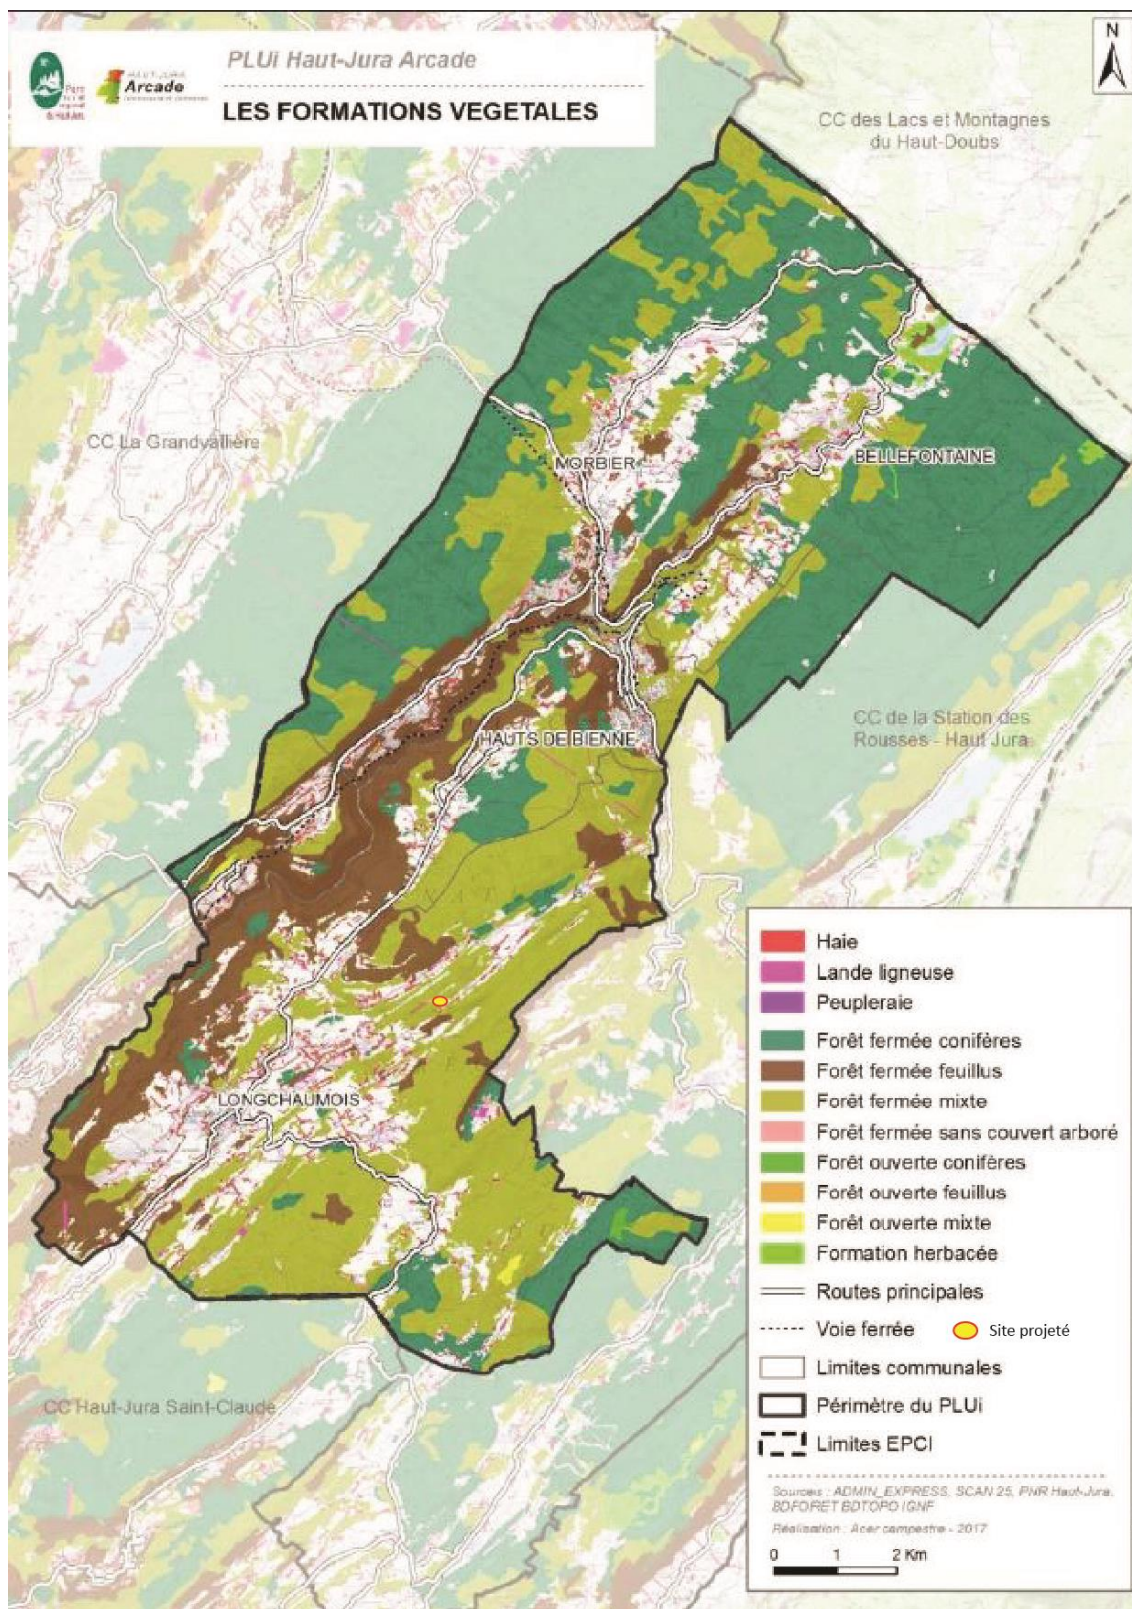 PLUi Haut-Jura Arcade
HAUT-JURA
Arcade
Parc
LES FORMATIONS VEGETALES
N
CC des Lacs et Montagnes
du Haut-Doubs
CC La Grandvallière
MORBIER
BELLEFONTAINE
CC de la Station des
Rousses - Haut Jura
HAUTS DE BIENNE
LONGCHAUMOIS
CC Haut-Jura Saint-Claude
Haie
Lande ligneuse
Peupleraie
Forêt fermée conifères
Forêt fermée feuillus
Forêt fermée mixte
Forêt fermée sans couvert arboré
Forêt ouverte conifères
Forêt ouverte feuillus
Forêt ouverte mixte
Formation herbacée
Routes principales
Voie ferrée
Site projeté
Limites communales
Périmètre du PLUi
Limites EPCI
Sources : ADMIN_EXPRESS, SCAN 25, PNR Haut-Jura,
BDFORET BDTOPO IGNF
Réalisation : Acer campestre - 2017
0 1 2 Km